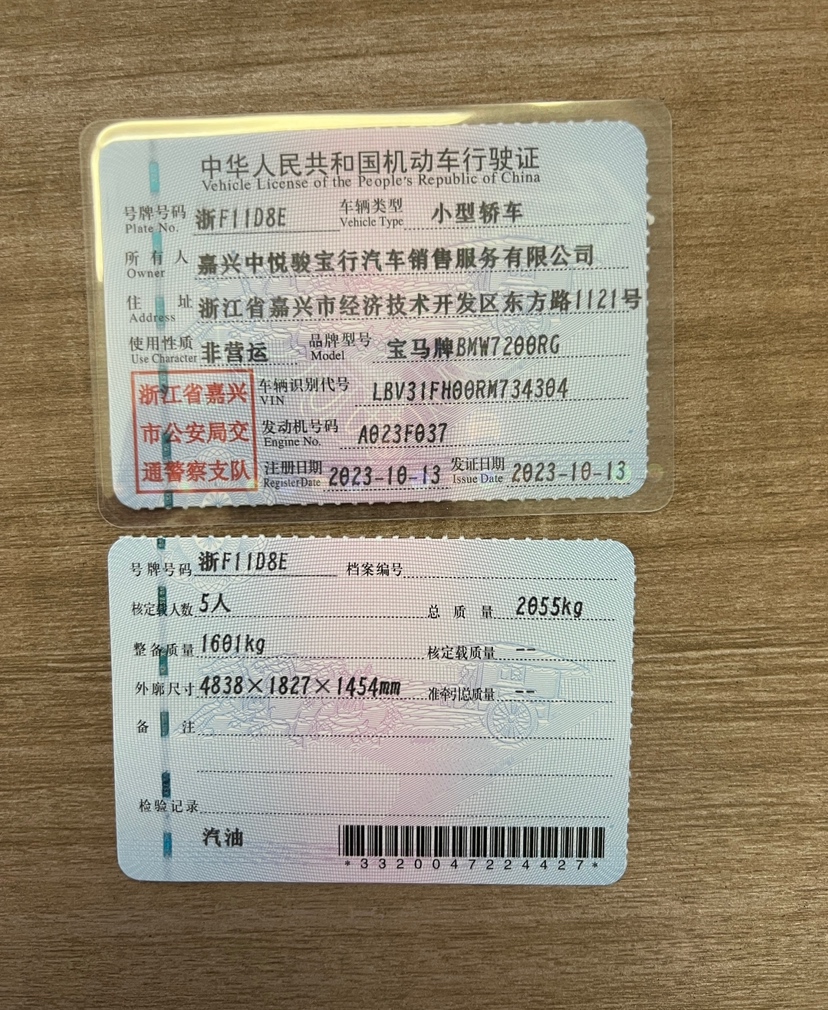 中华人民共和国机动车行驶证
Vehicle License of the People's Republic of China
号牌号码 浙F11D8E 车辆类型 小型轿车
Plate No. Vehicle Type
所有人 嘉兴中悦骏宝行汽车销售服务有限公司
Owner
住址 浙江省嘉兴市经济技术开发区东方路1121号
Address
使用性质 非营运 品牌型号 宝马牌BMW7200RG
Use Character Model
浙江省嘉兴
市公安局交
通警察支队
车辆识别代号 LBV31FH00RM734304
VIN
发动机号码 A023F037
Engine No.
注册日期 2023-10-13 发证日期 2023-10-13
Register Date Issue Date
号牌号码 浙F11D8E 档案编号
核定载人数 5人 总质量 2055kg
整备质量 1601kg 核定载质量 --
外廓尺寸 4838×1827×1454mm 准牵引总质量 --
备注
检验记录
汽油
*3320047224427*